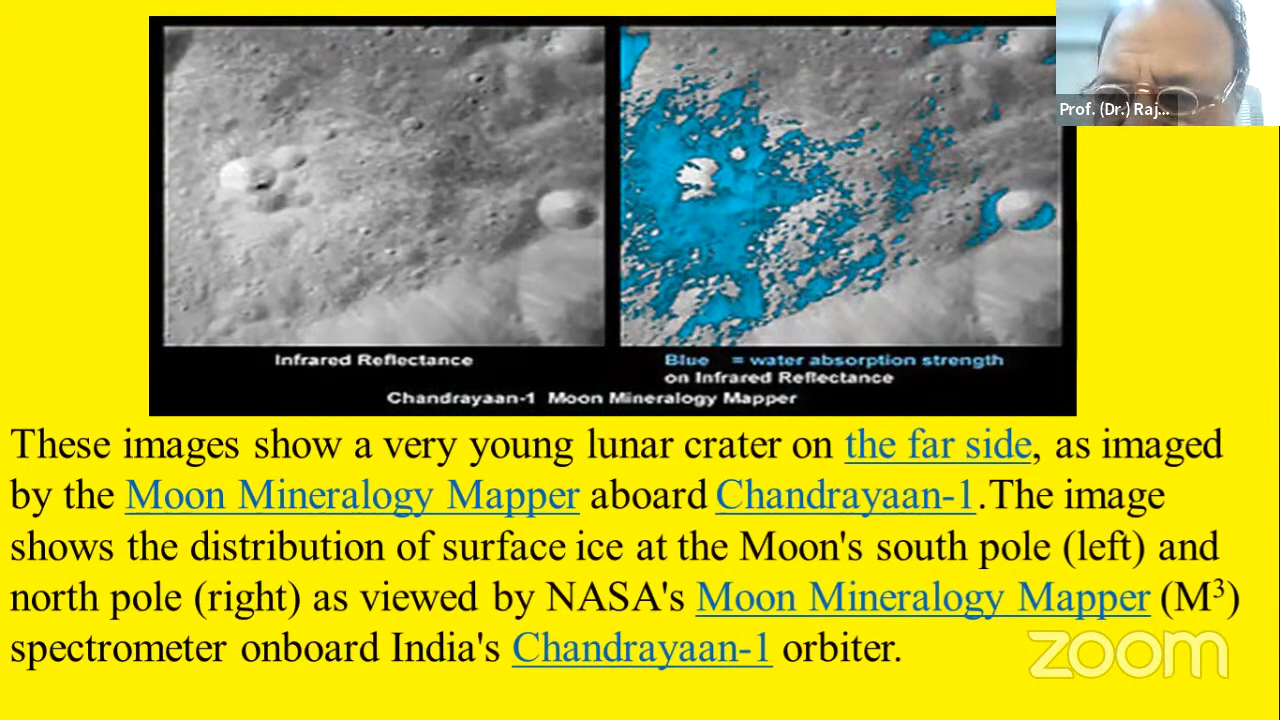 Prof. (Dr.) Raj...
Infrared Reflectance
Blue = water absorption strength
on Infrared Reflectance
Chandrayaan-1 Moon Mineralogy Mapper
These images show a very young lunar crater on the far side, as imaged
by the Moon Mineralogy Mapper aboard Chandrayaan-1.The image
shows the distribution of surface ice at the Moon's south pole (left) and
north pole (right) as viewed by NASA's Moon Mineralogy Mapper (M³)
spectrometer onboard India's Chandrayaan-1 orbiter.
zoom